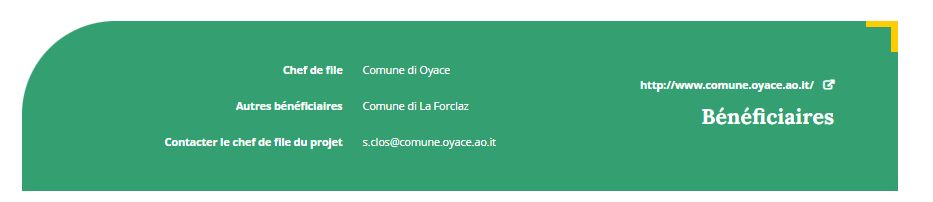 Chef de file Comune di Oyace
Autres bénéficiaires Comune di La Forclaz
Contacter le chef de file du projet s.clos@comune.oyace.ao.it
http://www.comune.oyace.ao.it/
Bénéficiaires